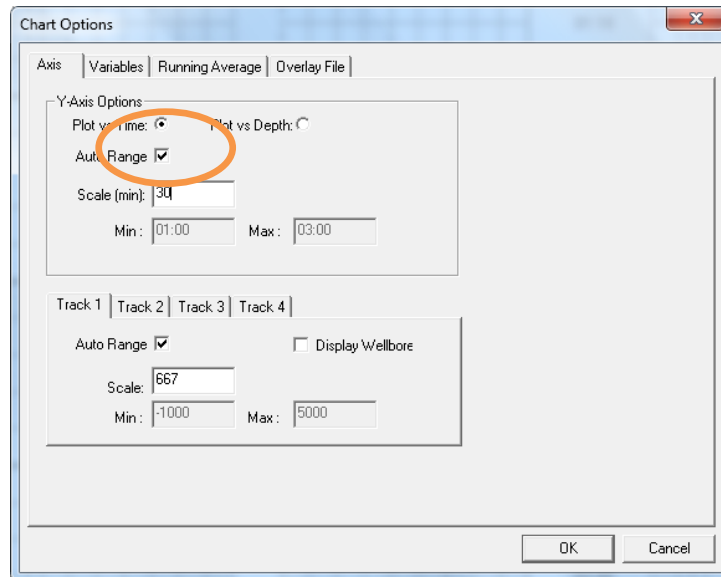 Chart Options
Axis Variables Running Average Overlay File
Y-Axis Options
Plot vs Time: Plot vs Depth:
Auto Range
Scale (min): 30
Min : 01:00 Max : 03:00
Track 1 Track 2 Track 3 Track 4
Auto Range Display Wellbore
Scale: 667
Min : -1000 Max : 5000
OK Cancel